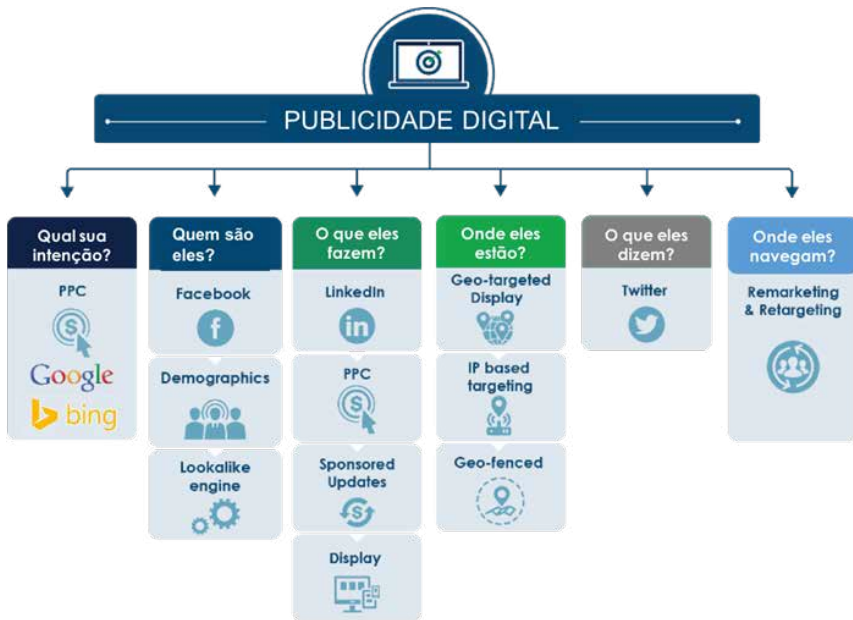 PUBLICIDADE DIGITAL
Qual sua
intenção?
PPC
Google
bing
Quem são
eles?
Facebook
Demographics
Lookalike
engine
O que eles
fazem?
LinkedIn
in
PPC
Sponsored
Updates
Display
Onde eles
estão?
Geo-targeted
Display
IP based
targeting
Geo-fenced
O que eles
dizem?
Twitter
Onde eles
navegam?
Remarketing
& Retargeting